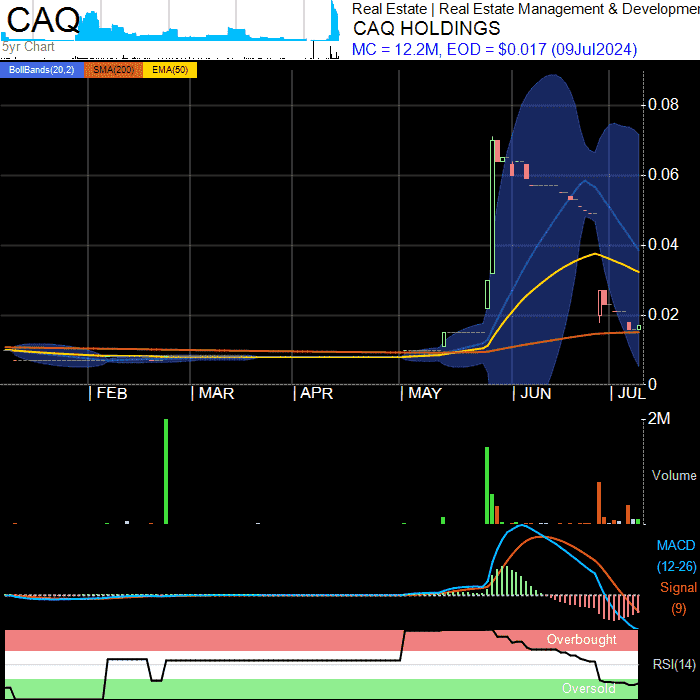 CAQ
5yr Chart
Real Estate | Real Estate Management & Developmen
CAQ HOLDINGS
MC = 12.2M, EOD = $0.017 (09Jul2024)
BollBands(20,2) SMA(200) EMA(50)
0.08
0.06
0.04
0.02
0
FEB MAR APR MAY JUN JUL
2M
Volume
MACD
(12-26)
Signal
(9)
Overbought
RSI(14)
Oversold